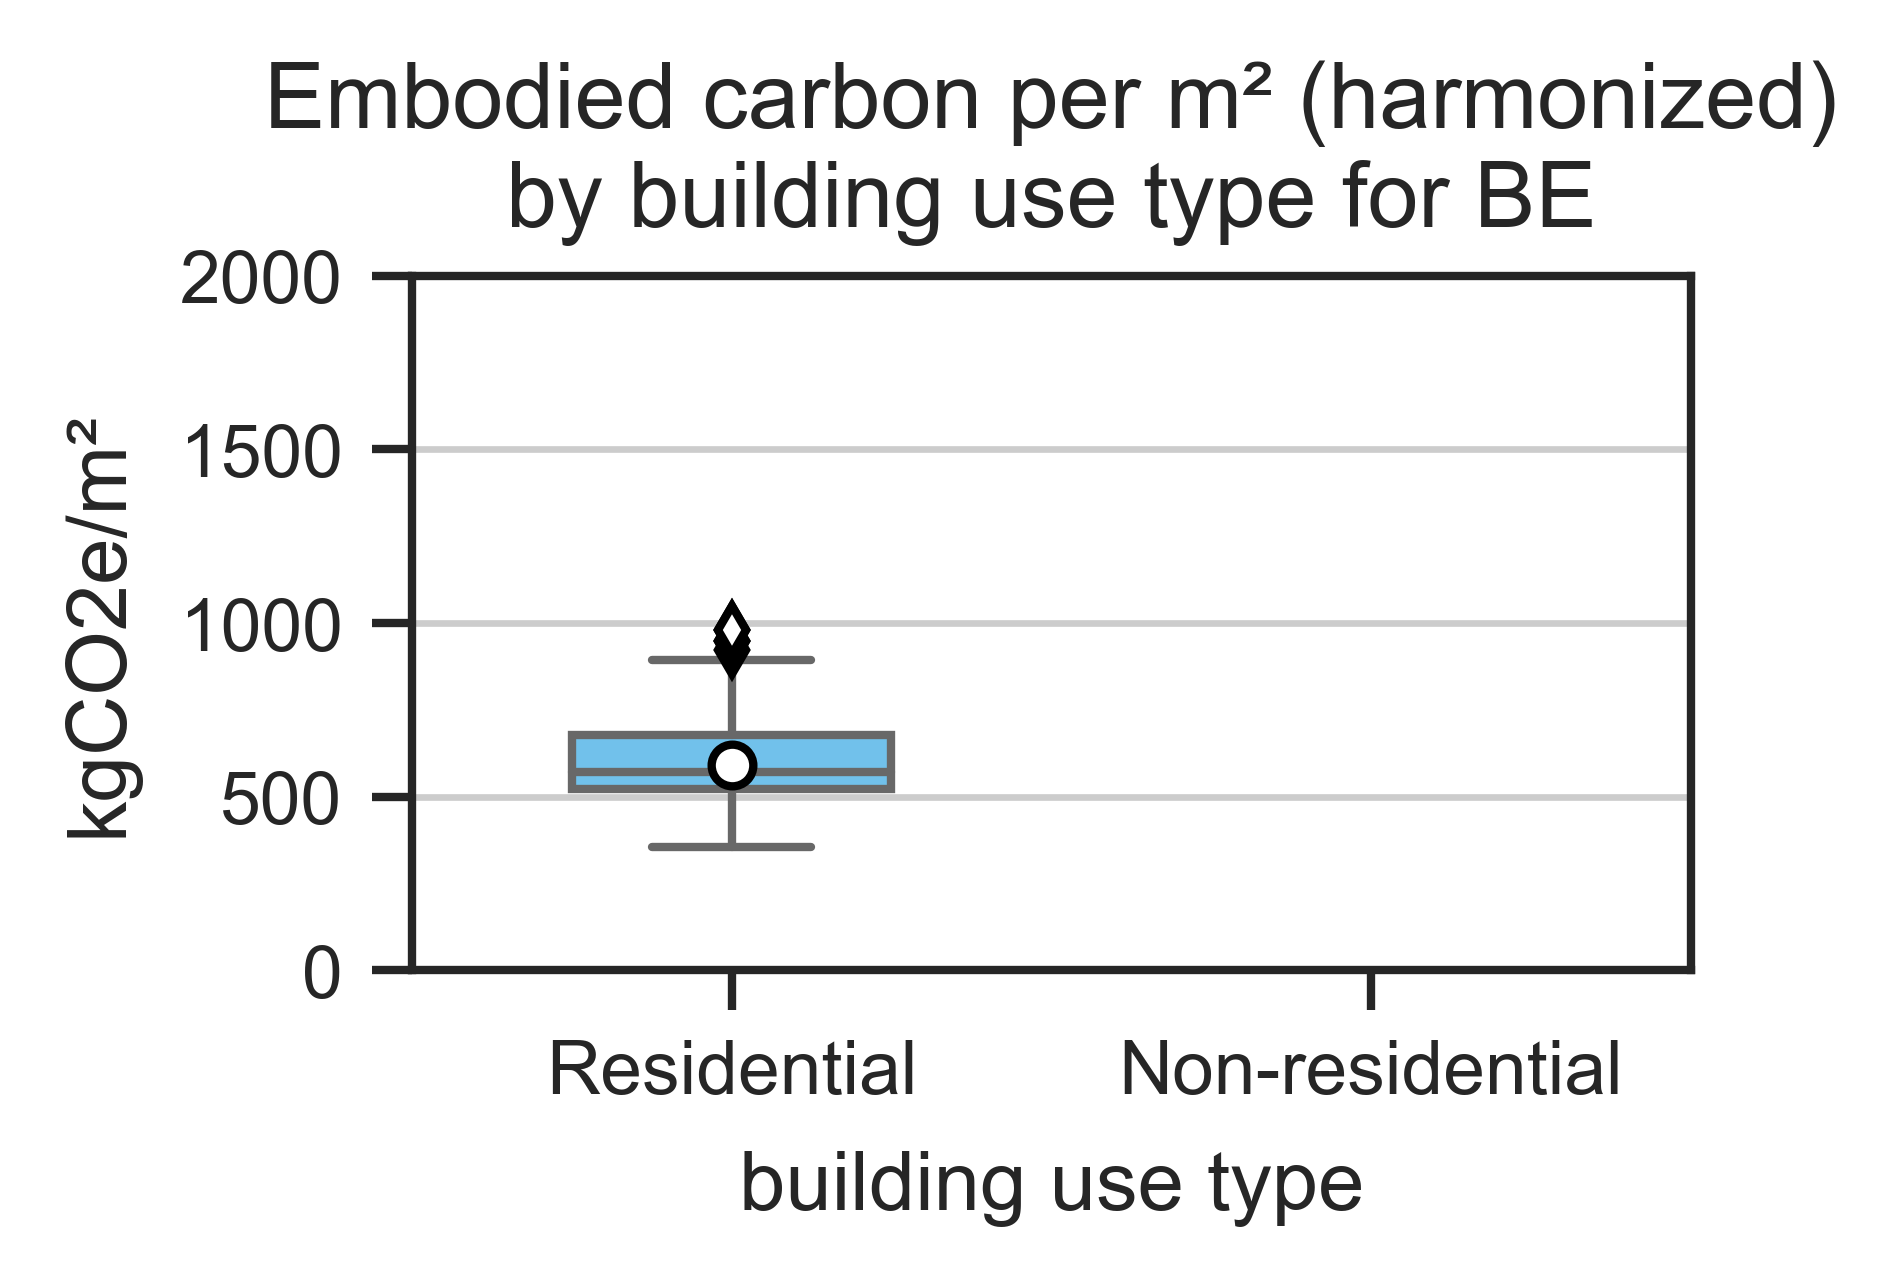 Embodied carbon per m² (harmonized)
by building use type for BE
kgCO2e/m²
2000
1500
1000
500
0
Residential
Non-residential
building use type